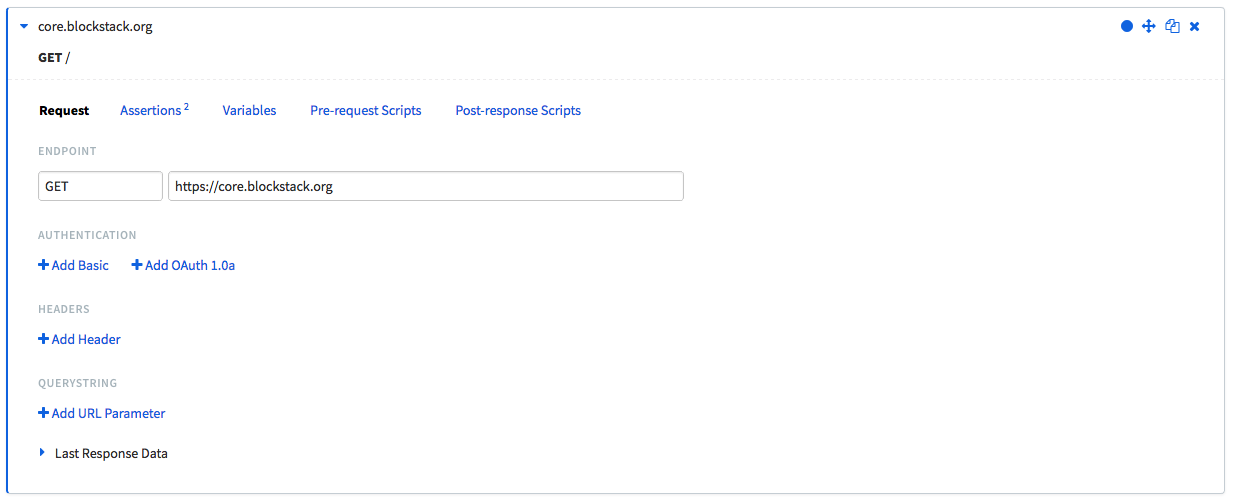 core.blockstack.org
GET /
Request Assertions 2 Variables Pre-request Scripts Post-response Scripts
ENDPOINT
GET https://core.blockstack.org
AUTHENTICATION
Add Basic Add OAuth 1.0a
HEADERS
Add Header
QUERYSTRING
Add URL Parameter
Last Response Data